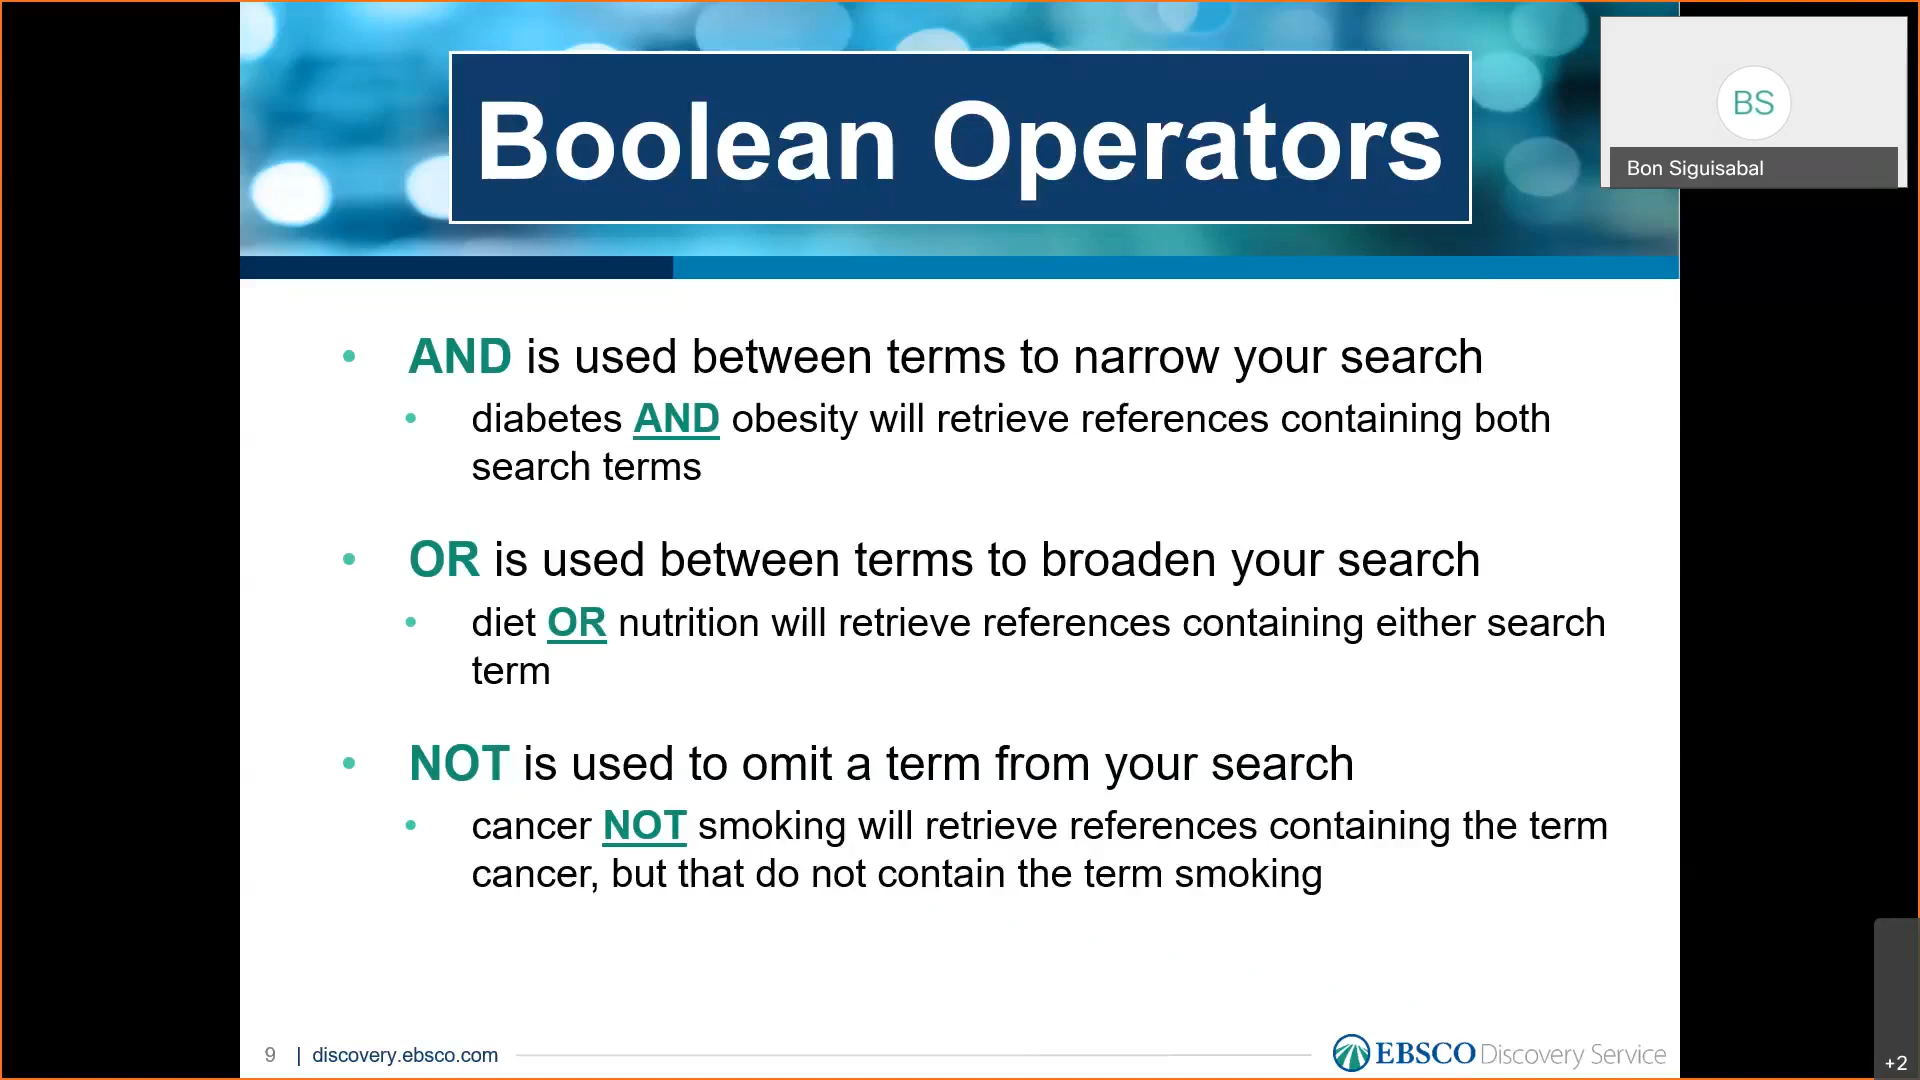 Boolean Operators
BS
Bon Siguisabal
• AND is used between terms to narrow your search
• diabetes AND obesity will retrieve references containing both
search terms
• OR is used between terms to broaden your search
• diet OR nutrition will retrieve references containing either search
term
• NOT is used to omit a term from your search
• cancer NOT smoking will retrieve references containing the term
cancer, but that do not contain the term smoking
9 | discovery.ebsco.com
EBSCO Discovery Service
+2